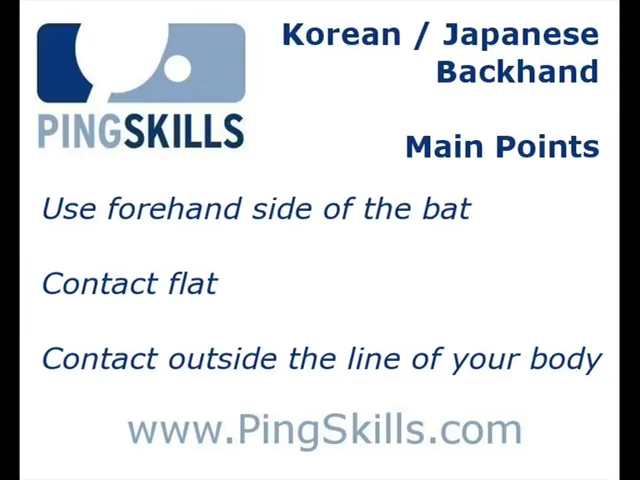 PINGSKILLS
Korean / Japanese
Backhand
Main Points
Use forehand side of the bat
Contact flat
Contact outside the line of your body
www.PingSkills.com